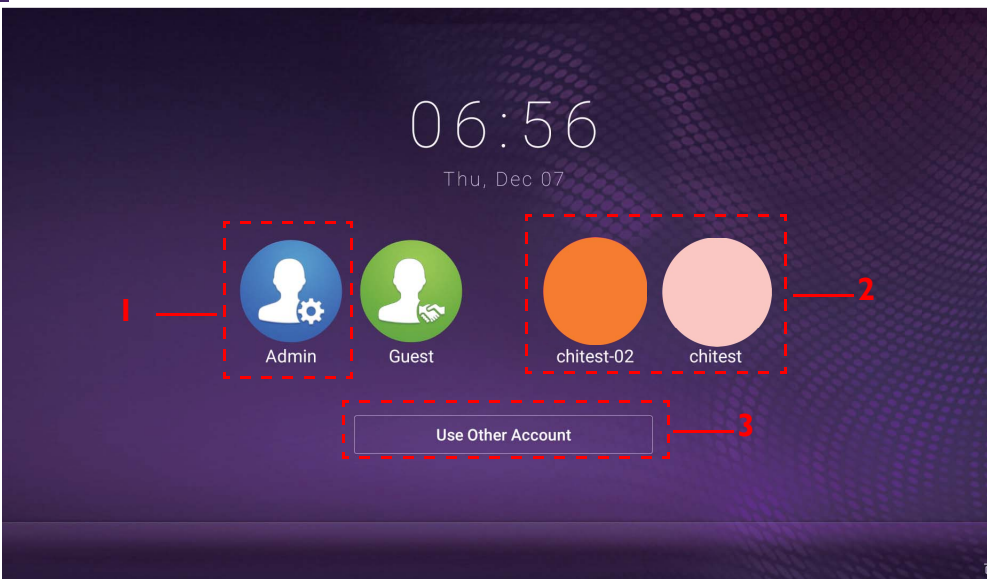 06:56
Thu, Dec 07
1
2
Admin
Guest
chitest-02
chitest
Use Other Account
3